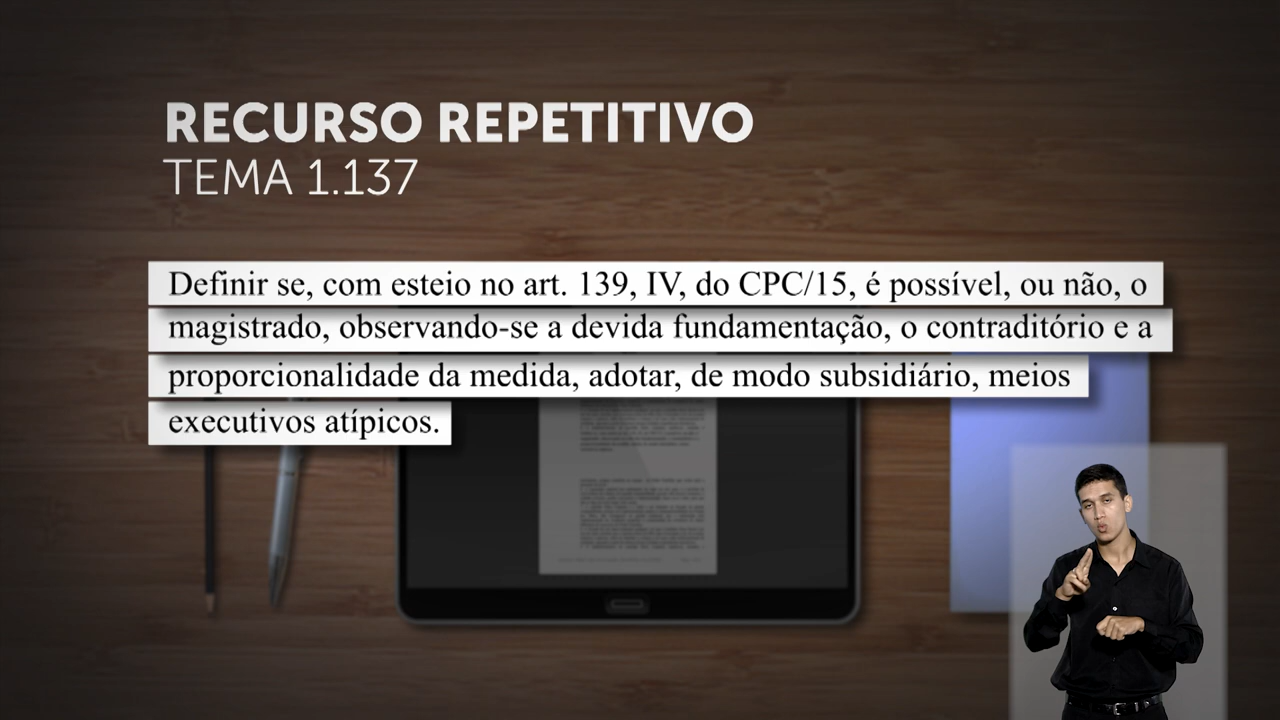 RECURSO REPETITIVO
TEMA 1.137
Definir se, com esteio no art. 139, IV, do CPC/15, é possível, ou não, o
magistrado, observando-se a devida fundamentação, o contraditório e a
proporcionalidade da medida, adotar, de modo subsidiário, meios
executivos atípicos.